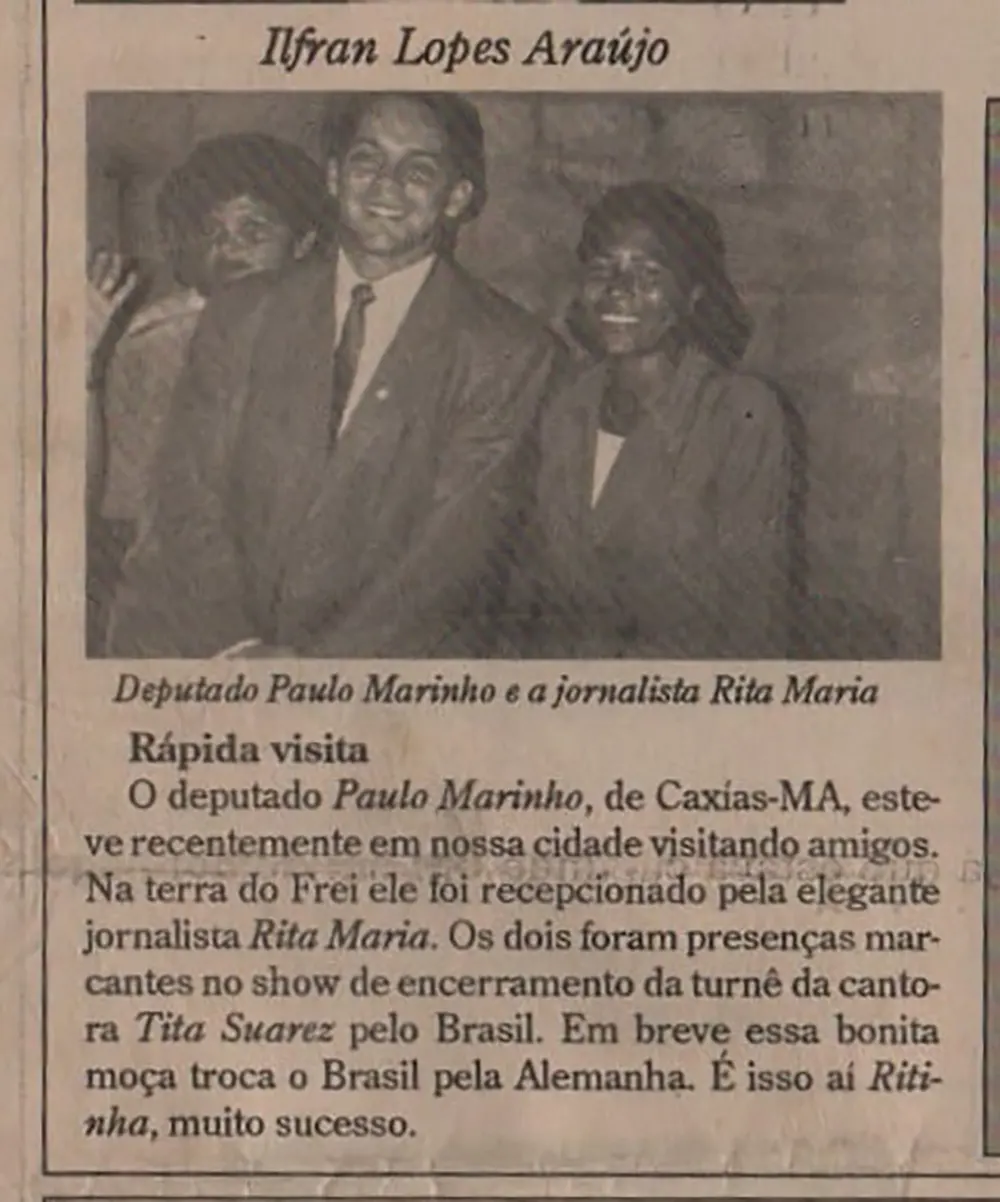 Ilfran Lopes Araújo
Deputado Paulo Marinho e a jornalista Rita Maria
Rápida visita
O deputado Paulo Marinho, de Caxías-MA, este-
ve recentemente em nossa cidade visitando amigos.
Na terra do Frei ele foi recepcionado pela elegante
jornalista Rita Maria. Os dois foram presenças mar-
cantes no show de encerramento da turnê da canto-
ra Tita Suarez pelo Brasil. Em breve essa bonita
moça troca o Brasil pela Alemanha. É isso aí Riti-
nha, muito sucesso.